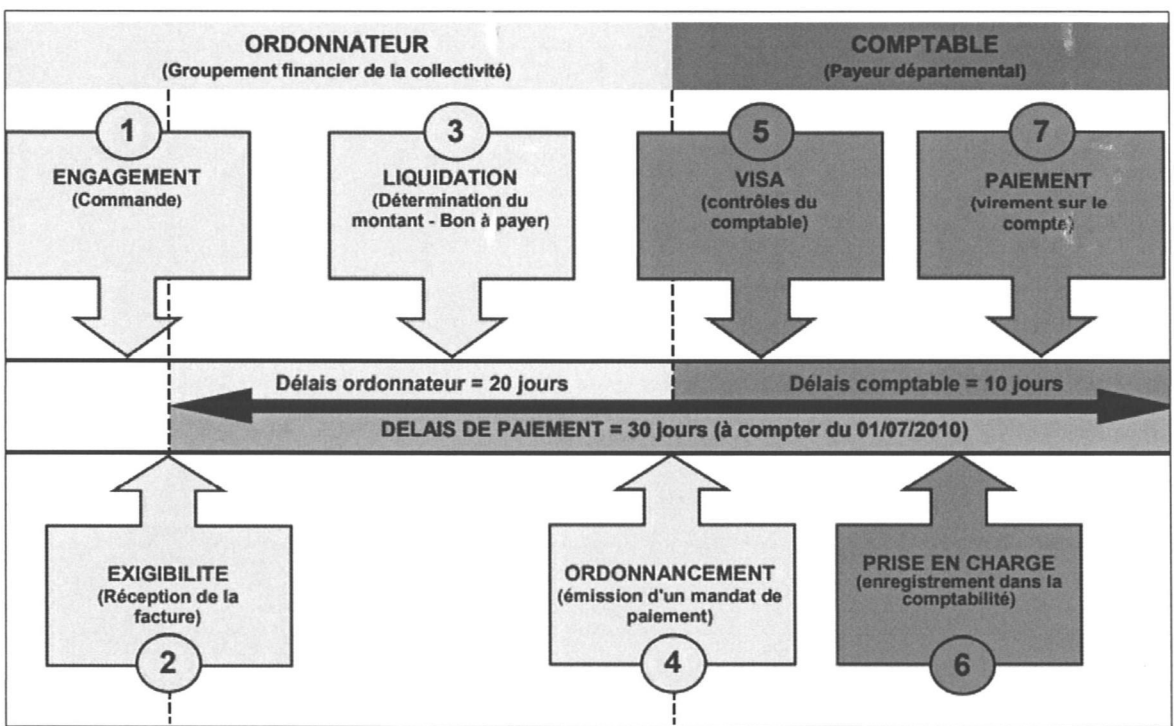 ORDONNATEUR
(Groupement financier de la collectivité)
COMPTABLE
(Payeur départemental)
1
ENGAGEMENT
(Commande)
3
LIQUIDATION
(Détermination du
montant - Bon à payer)
5
VISA
(contrôles du
comptable)
7
PAIEMENT
(virement sur le
compte)
Délais ordonnateur = 20 jours
Délais comptable = 10 jours
DELAIS DE PAIEMENT = 30 jours (à compter du 01/07/2010)
EXIGIBILITE
(Réception de la
facture)
2
ORDONNANCEMENT
(émission d'un mandat de
paiement)
4
PRISE EN CHARGE
(enregistrement dans la
comptabilité)
6